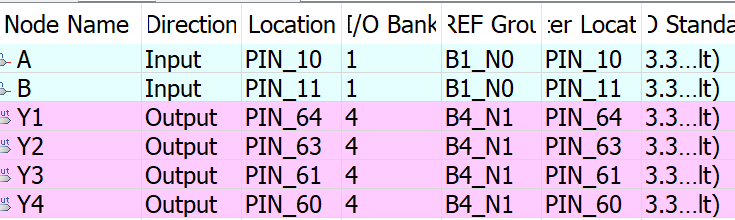 Node Name Direction Location I/O Bank REF Grou er Locat O Standa
A Input PIN_10 1 B1_N0 PIN_10 3.3...lt)
B Input PIN_11 1 B1_N0 PIN_11 3.3...lt)
Y1 Output PIN_64 4 B4_N1 PIN_64 3.3...lt)
Y2 Output PIN_63 4 B4_N1 PIN_63 3.3...lt)
Y3 Output PIN_61 4 B4_N1 PIN_61 3.3...lt)
Y4 Output PIN_60 4 B4_N1 PIN_60 3.3...lt)